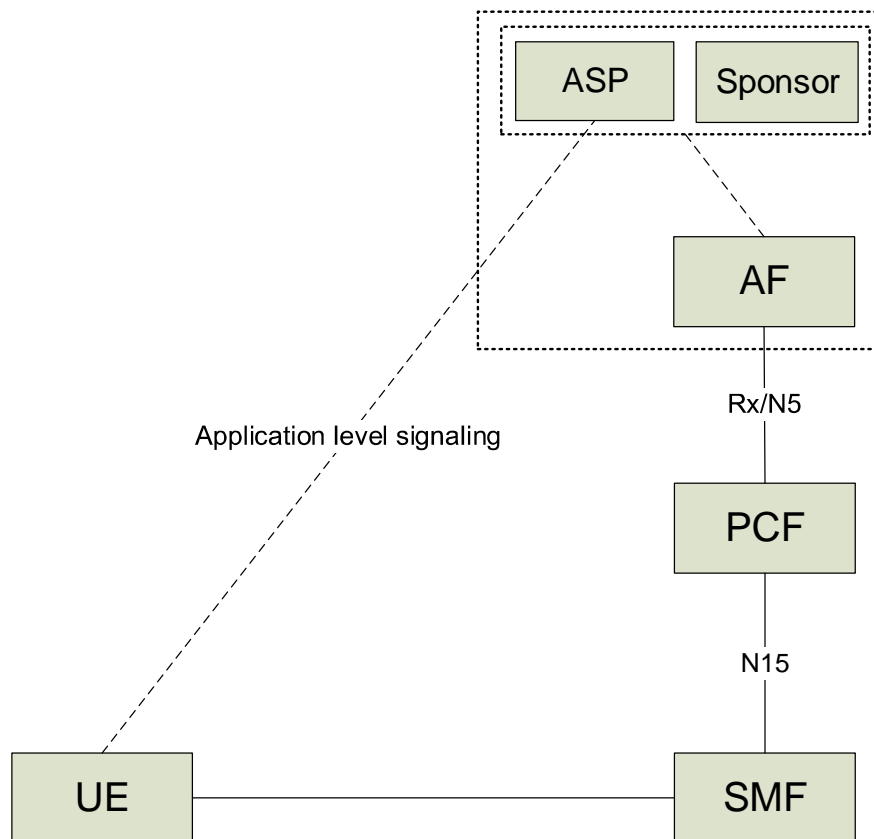 ASP
Sponsor
AF
Rx/N5
Application level signaling
PCF
N15
UE
SMF